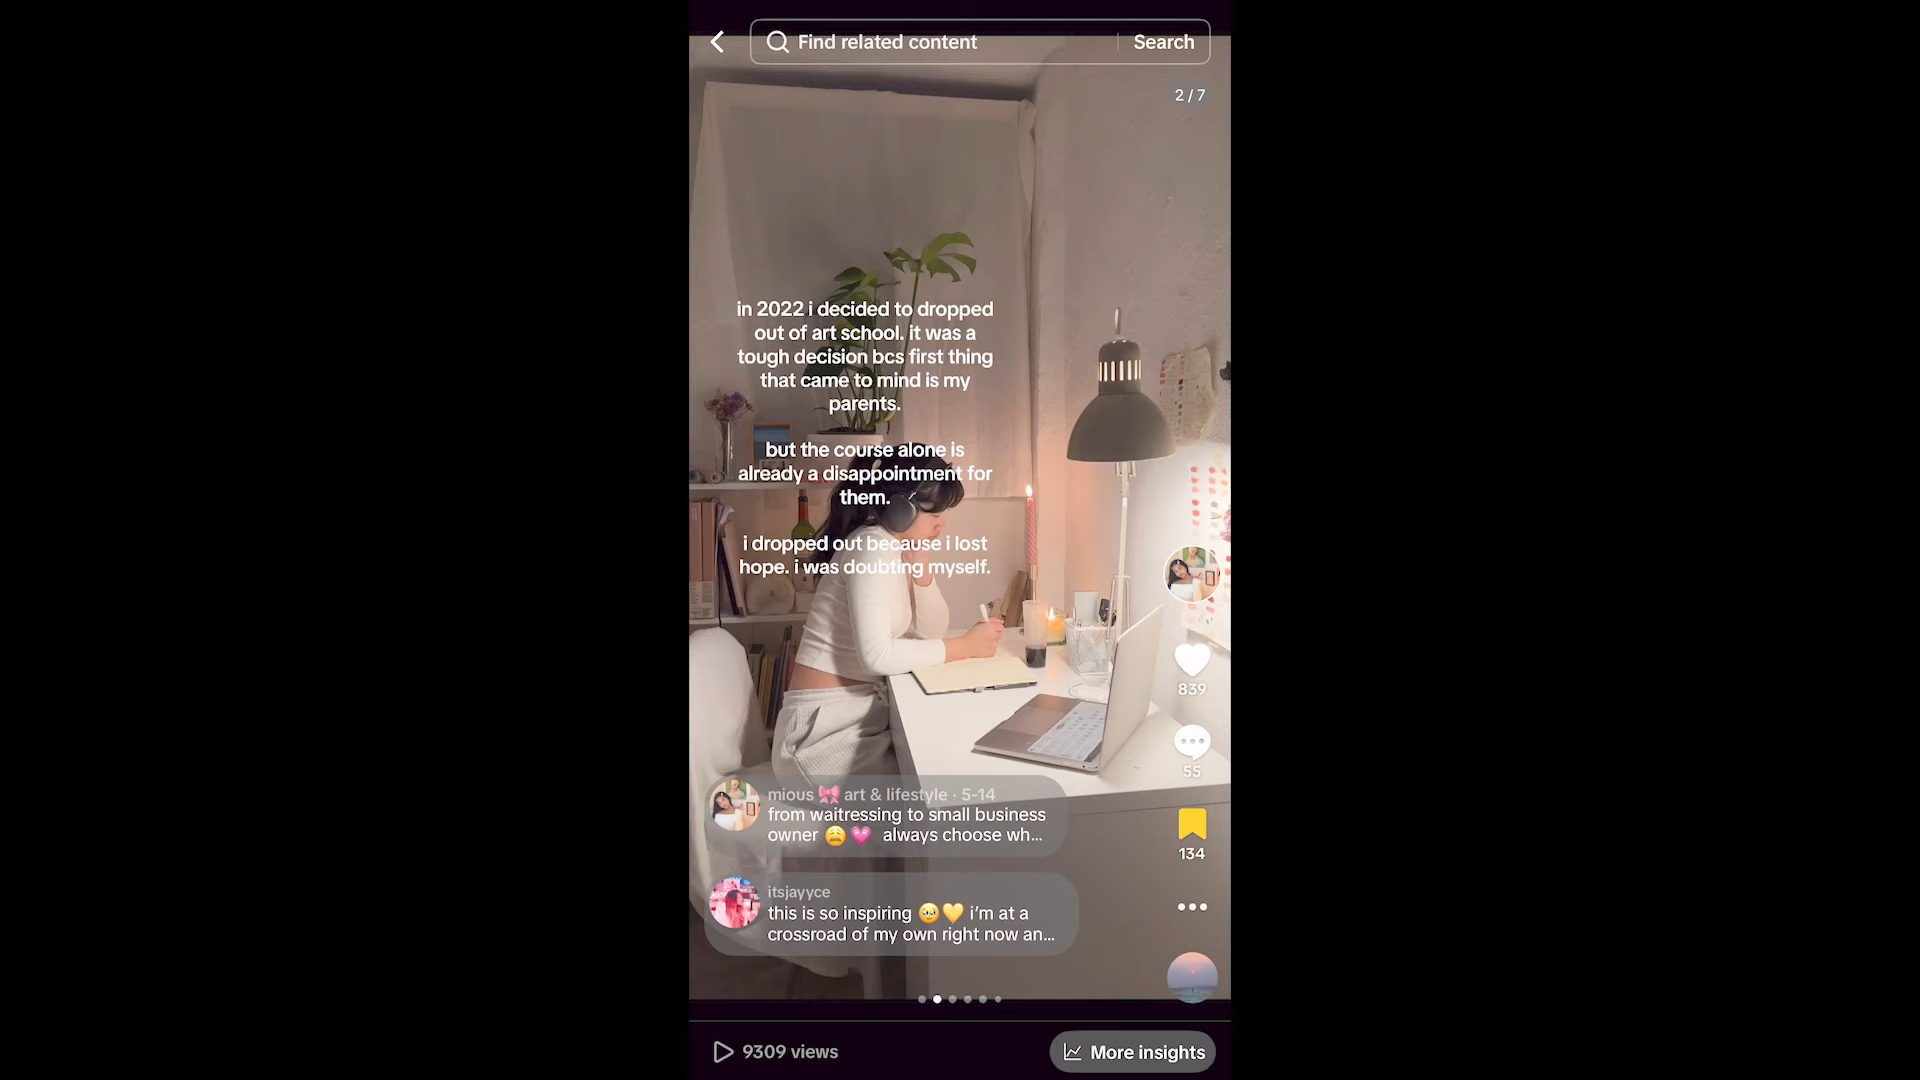 Find related content
Search
2 / 7
in 2022 i decided to dropped
out of art school. it was a
tough decision bcs first thing
that came to mind is my
parents.
but the course alone is
already a disappointment for
them.
i dropped out because i lost
hope. i was doubting myself.
839
55
mious 🎀 art & lifestyle · 5-14
from waitressing to small business
owner 😩💗 always choose wh...
134
itsjayyce
this is so inspiring 🥹💛 i'm at a
crossroad of my own right now an...
9309 views
More insights